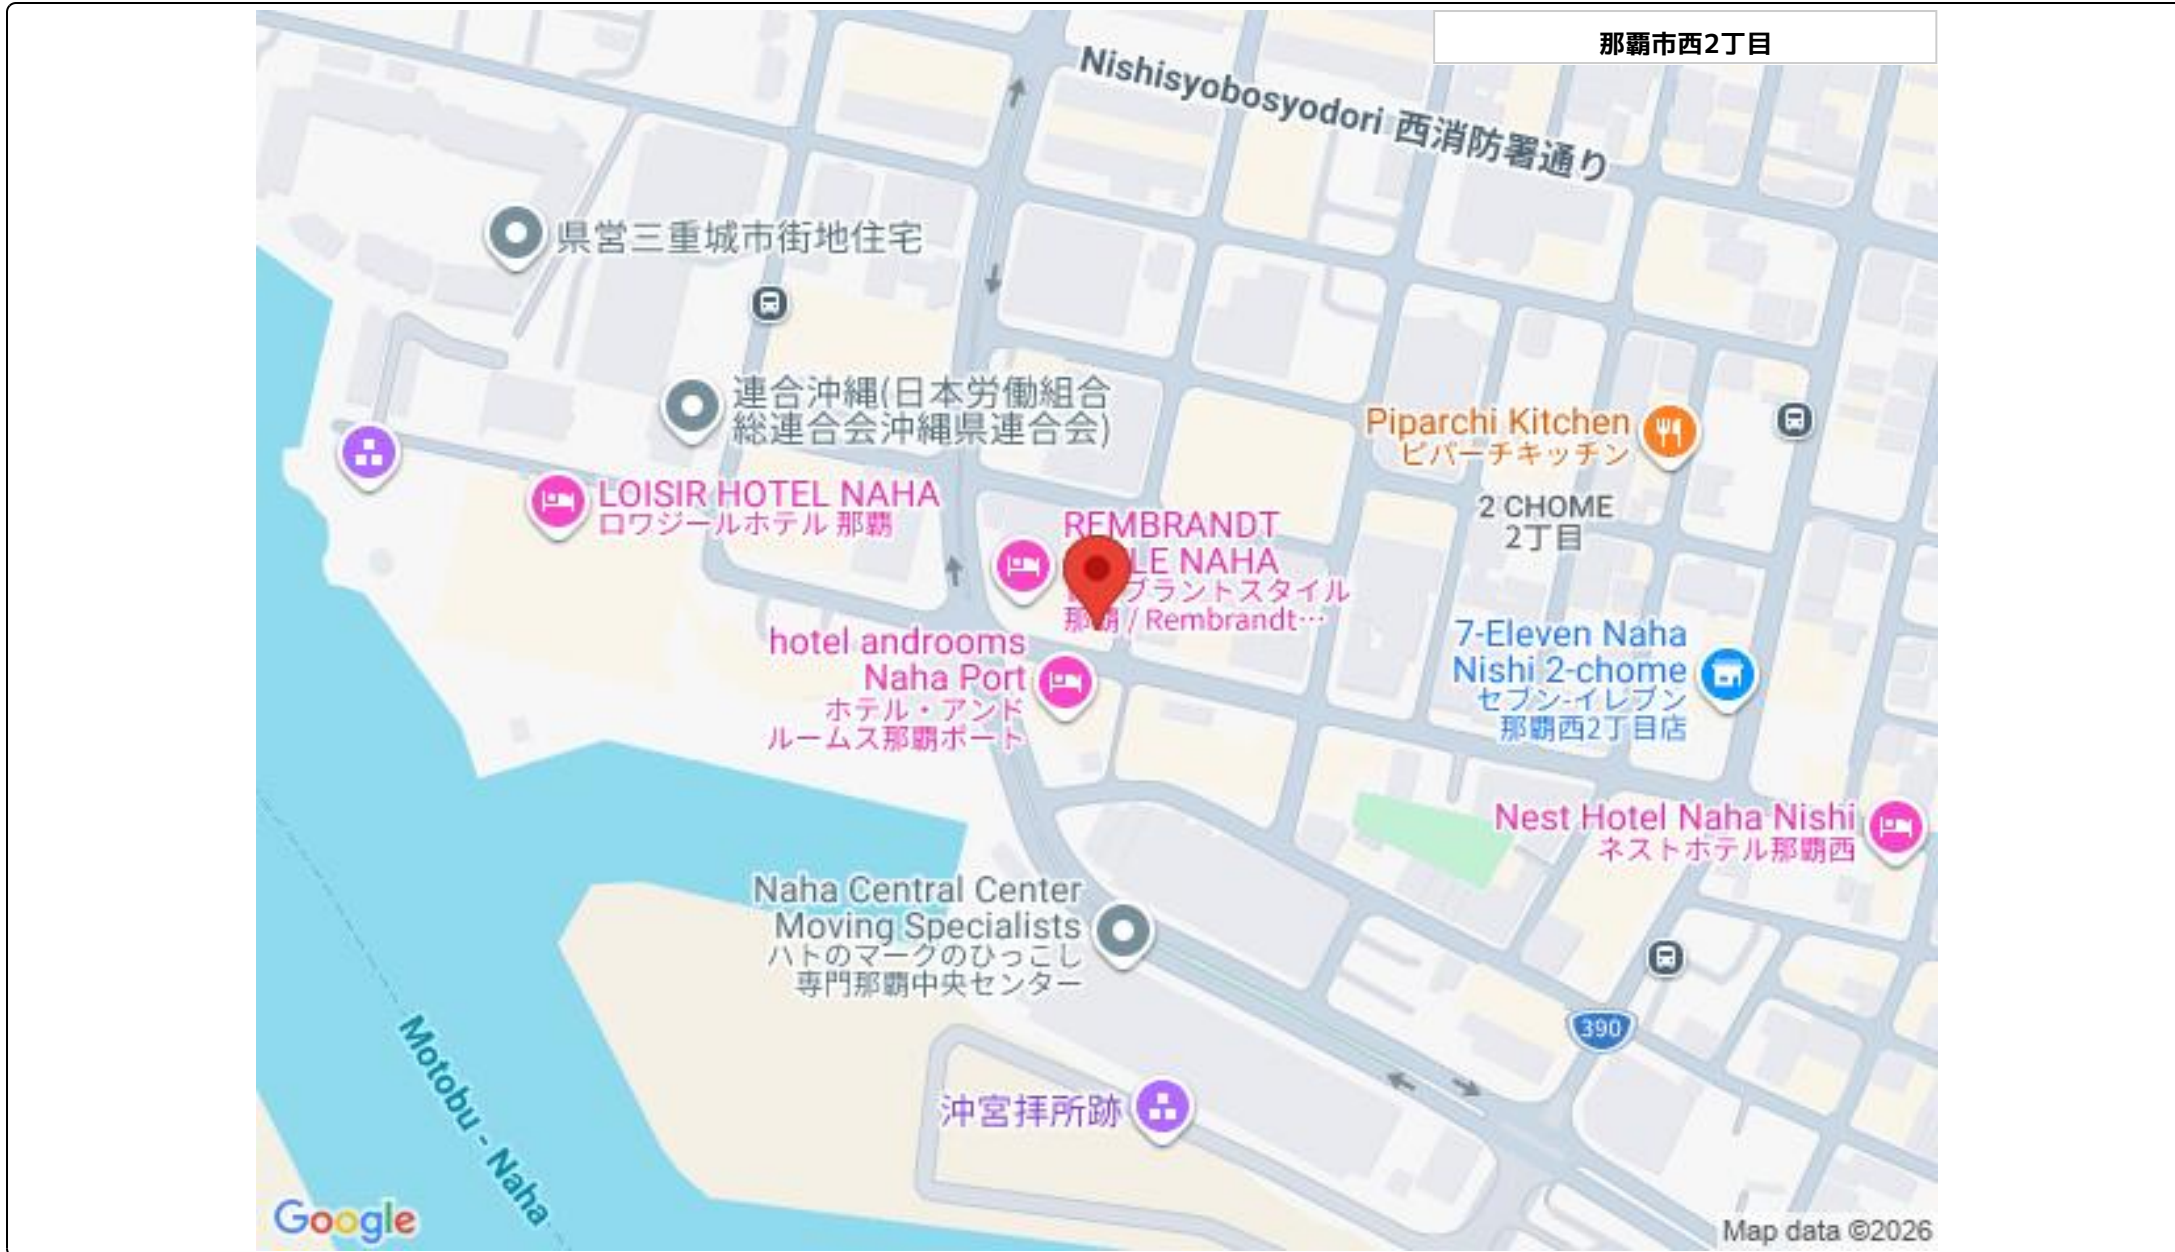 那覇市西2丁目
Nishisyobosyodori 西消防署通り
県営三重城市街地住宅
連合沖縄(日本労働組合
総連合会沖縄県連合会)
Piparchi Kitchen
ピパーチキッチン
LOISIR HOTEL NAHA
ロワジールホテル 那覇
2 CHOME
2丁目
REMBRANDT
LE NAHA
ブラントスタイル
那覇 / Rembrandt…
hotel androoms
Naha Port
ホテル・アンド
ルームス那覇ポート
7-Eleven Naha
Nishi 2-chome
セブン-イレブン
那覇西2丁目店
Nest Hotel Naha Nishi
ネストホテル那覇西
Naha Central Center
Moving Specialists
ハトのマークのひっこし
専門那覇中央センター
390
Motobu - Naha
沖宮拝所跡
Google
Map data ©2026